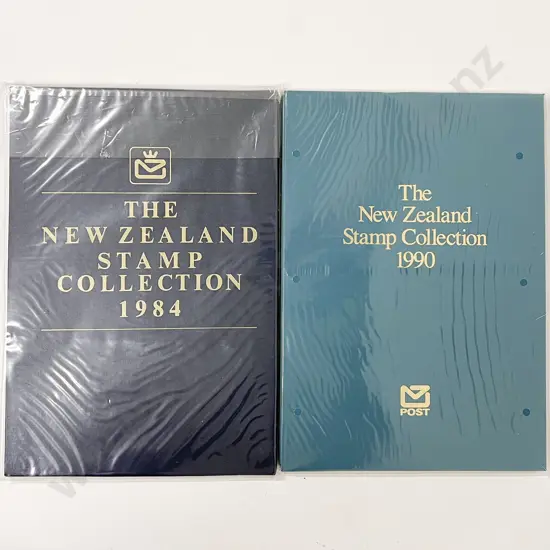 THE
NEW ZEALAND
STAMP
COLLECTION
1984
The
New Zealand
Stamp Collection
1990
POST